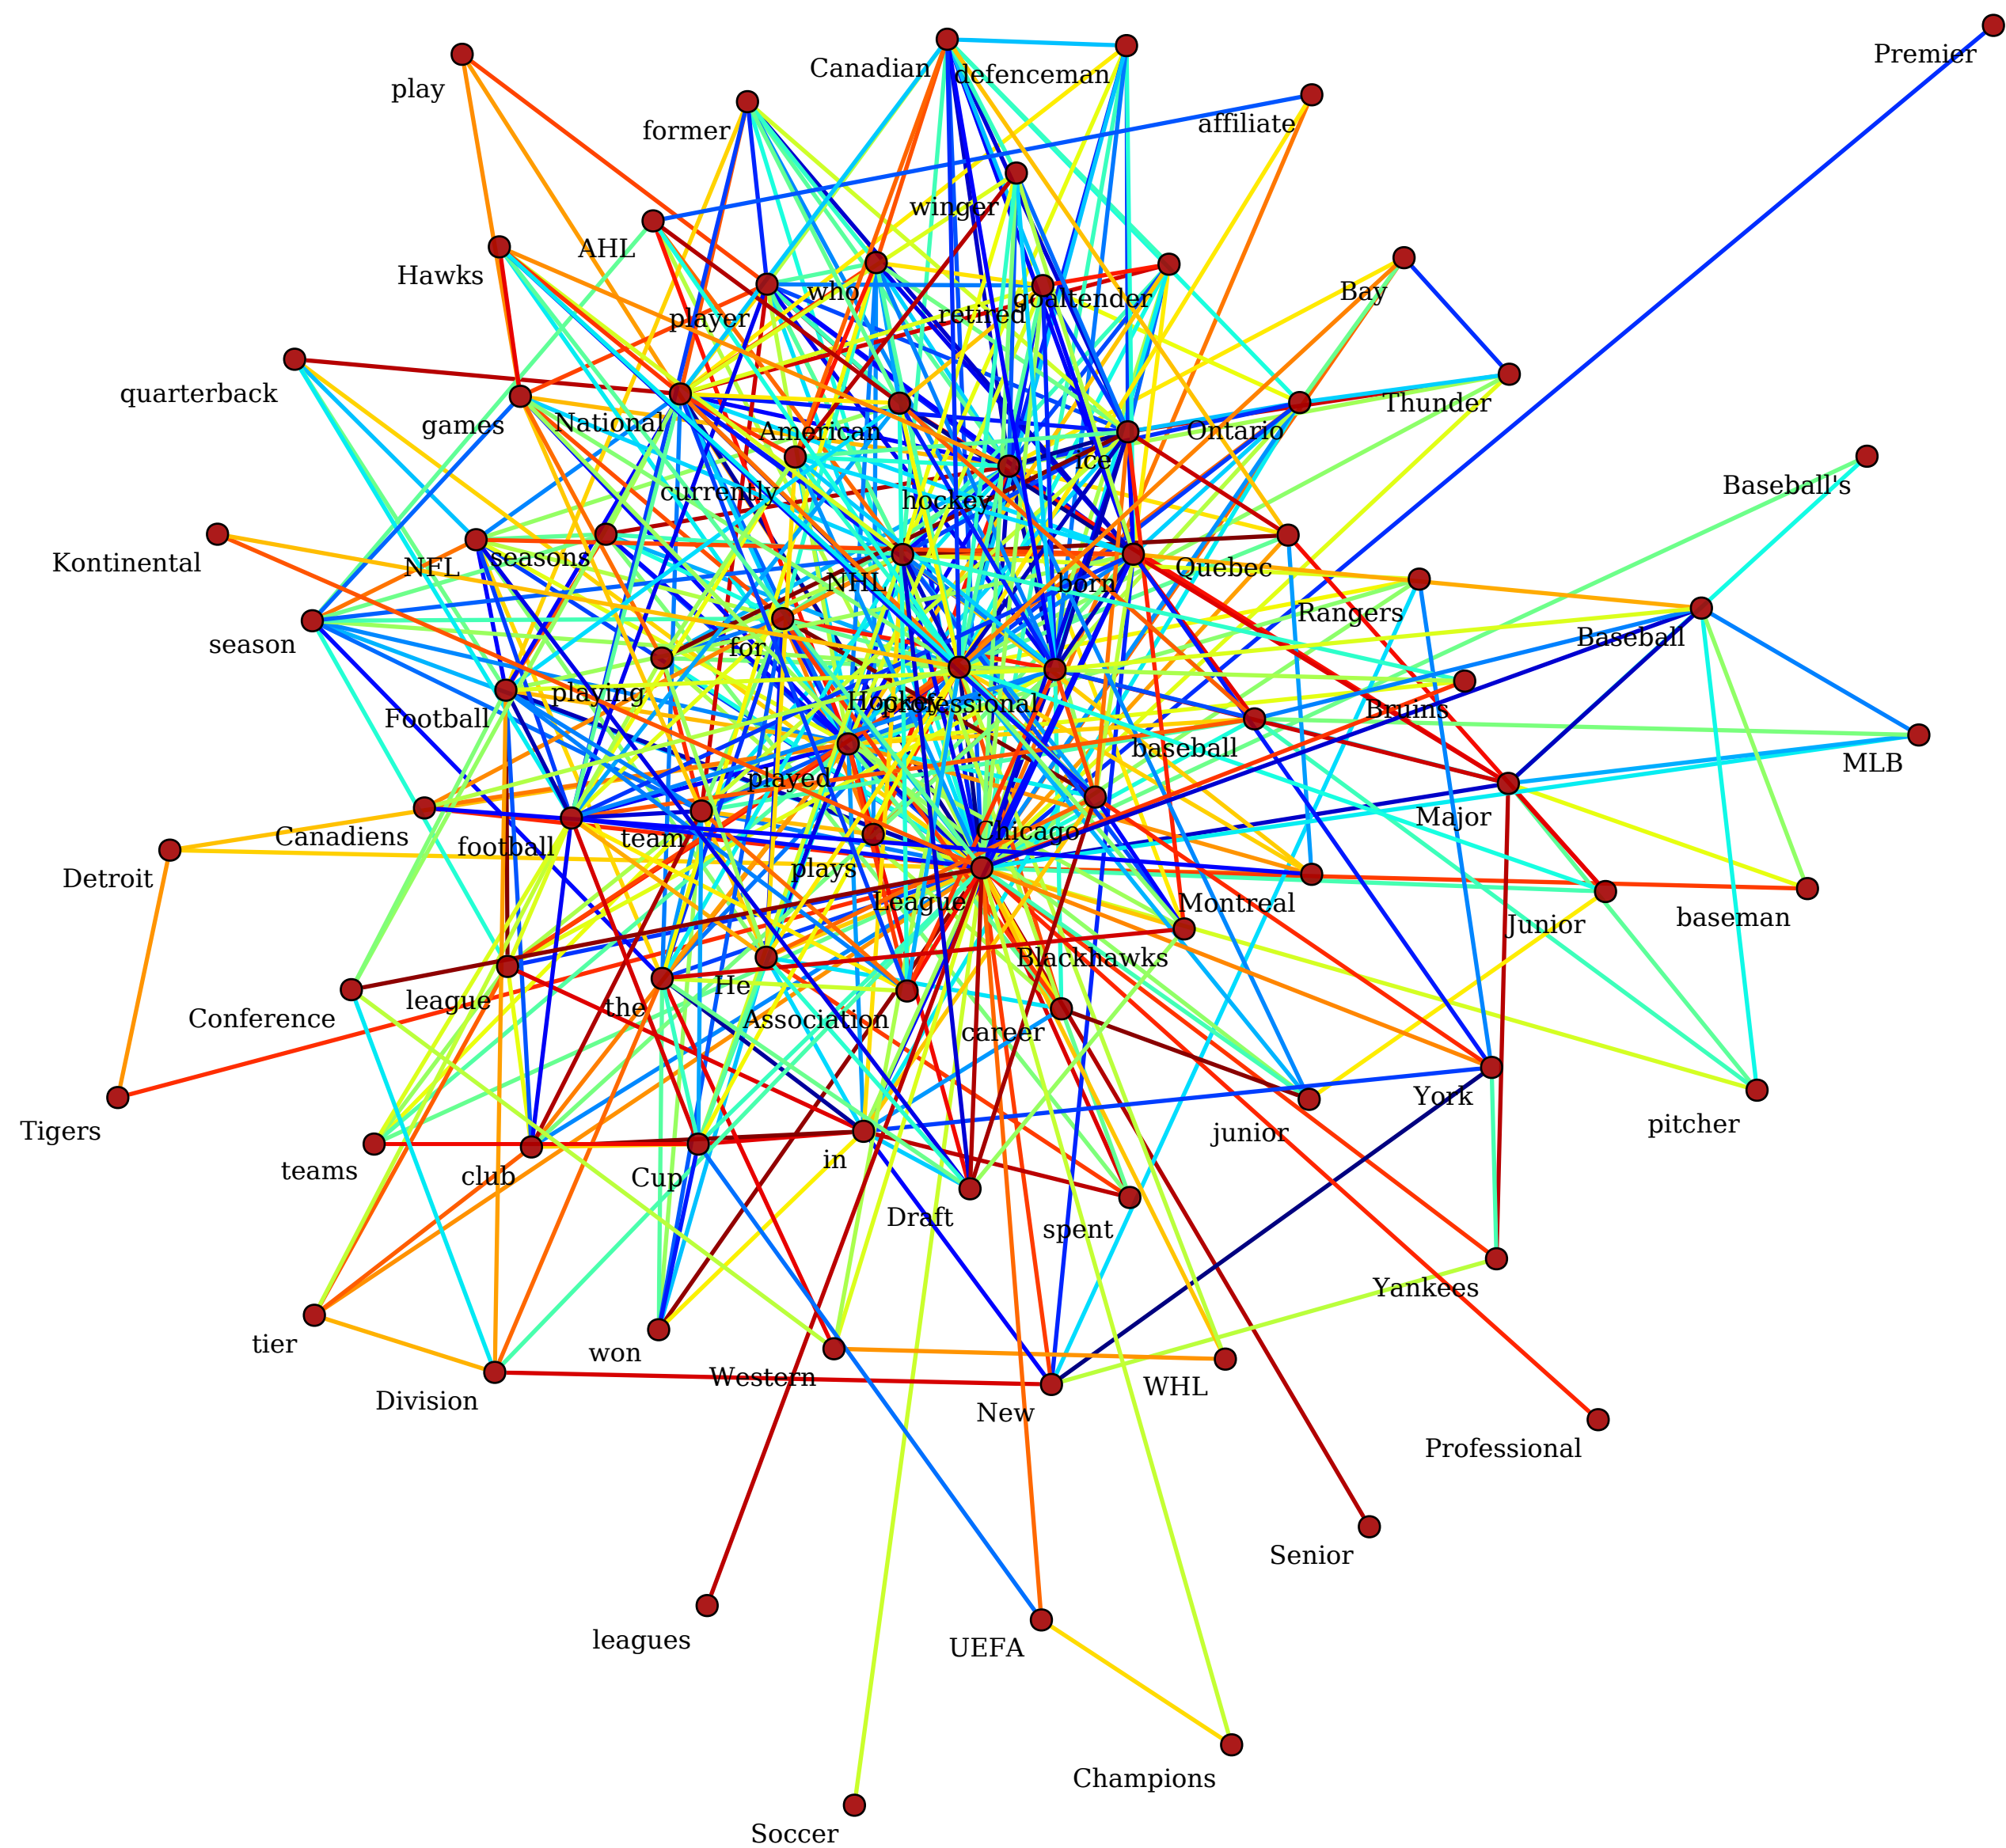 Premier
Canadian
defenceman
play
former
affiliate
winger
AHL
Hawks
who
player
retired
goaltender
Bay
quarterback
games
National
American
Ontario
Thunder
currently
hockey
ice
Baseball's
Kontinental
NFL
seasons
NHL
born
Quebec
Rangers
season
for
Baseball
playing
Football
Hockey
professional
Bruins
baseball
MLB
played
Canadiens
football
team
Chicago
Major
Detroit
plays
League
Montreal
Junior
baseman
Blackhawks
Conference
league
the
He
Association
career
Tigers
York
junior
pitcher
teams
club
Cup
in
Draft
spent
Yankees
tier
won
Division
Western
New
WHL
Professional
Senior
leagues
UEFA
Champions
Soccer